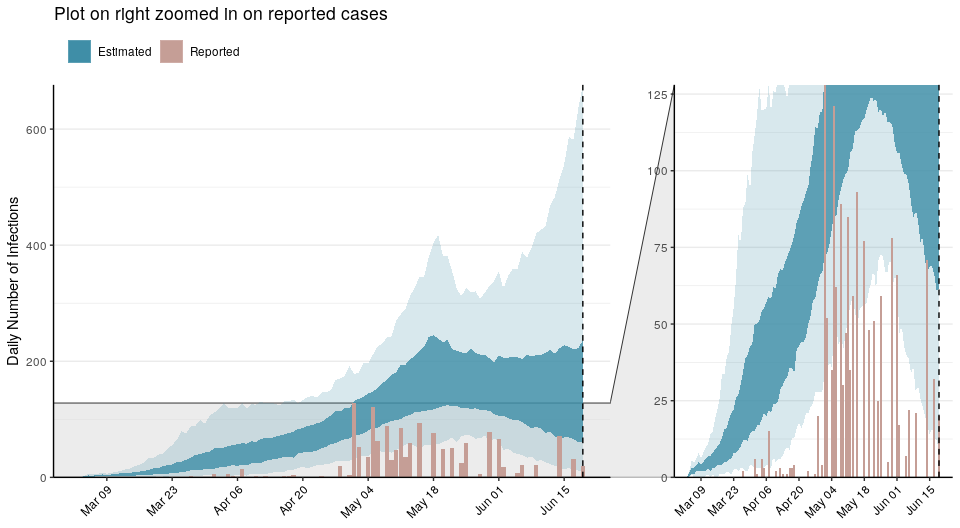 Plot on right zoomed in on reported cases
Estimated
Reported
Daily Number of Infections
600
400
200
0
Mar 09
Mar 23
Apr 06
Apr 20
May 04
May 18
Jun 01
Jun 15
125
100
75
50
25
0
Mar 09
Mar 23
Apr 06
Apr 20
May 04
May 18
Jun 01
Jun 15